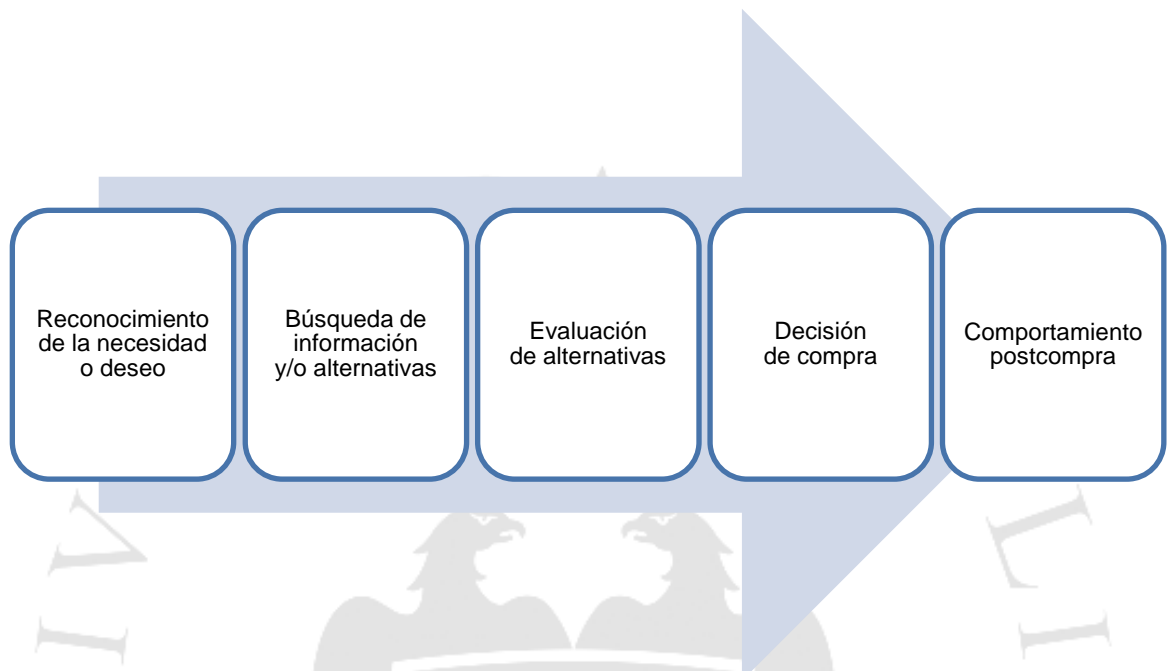 Reconocimiento
de la necesidad
o deseo
Búsqueda de
información
y/o alternativas
Evaluación
de alternativas
Decisión
de compra
Comportamiento
postcompra
I V
L I